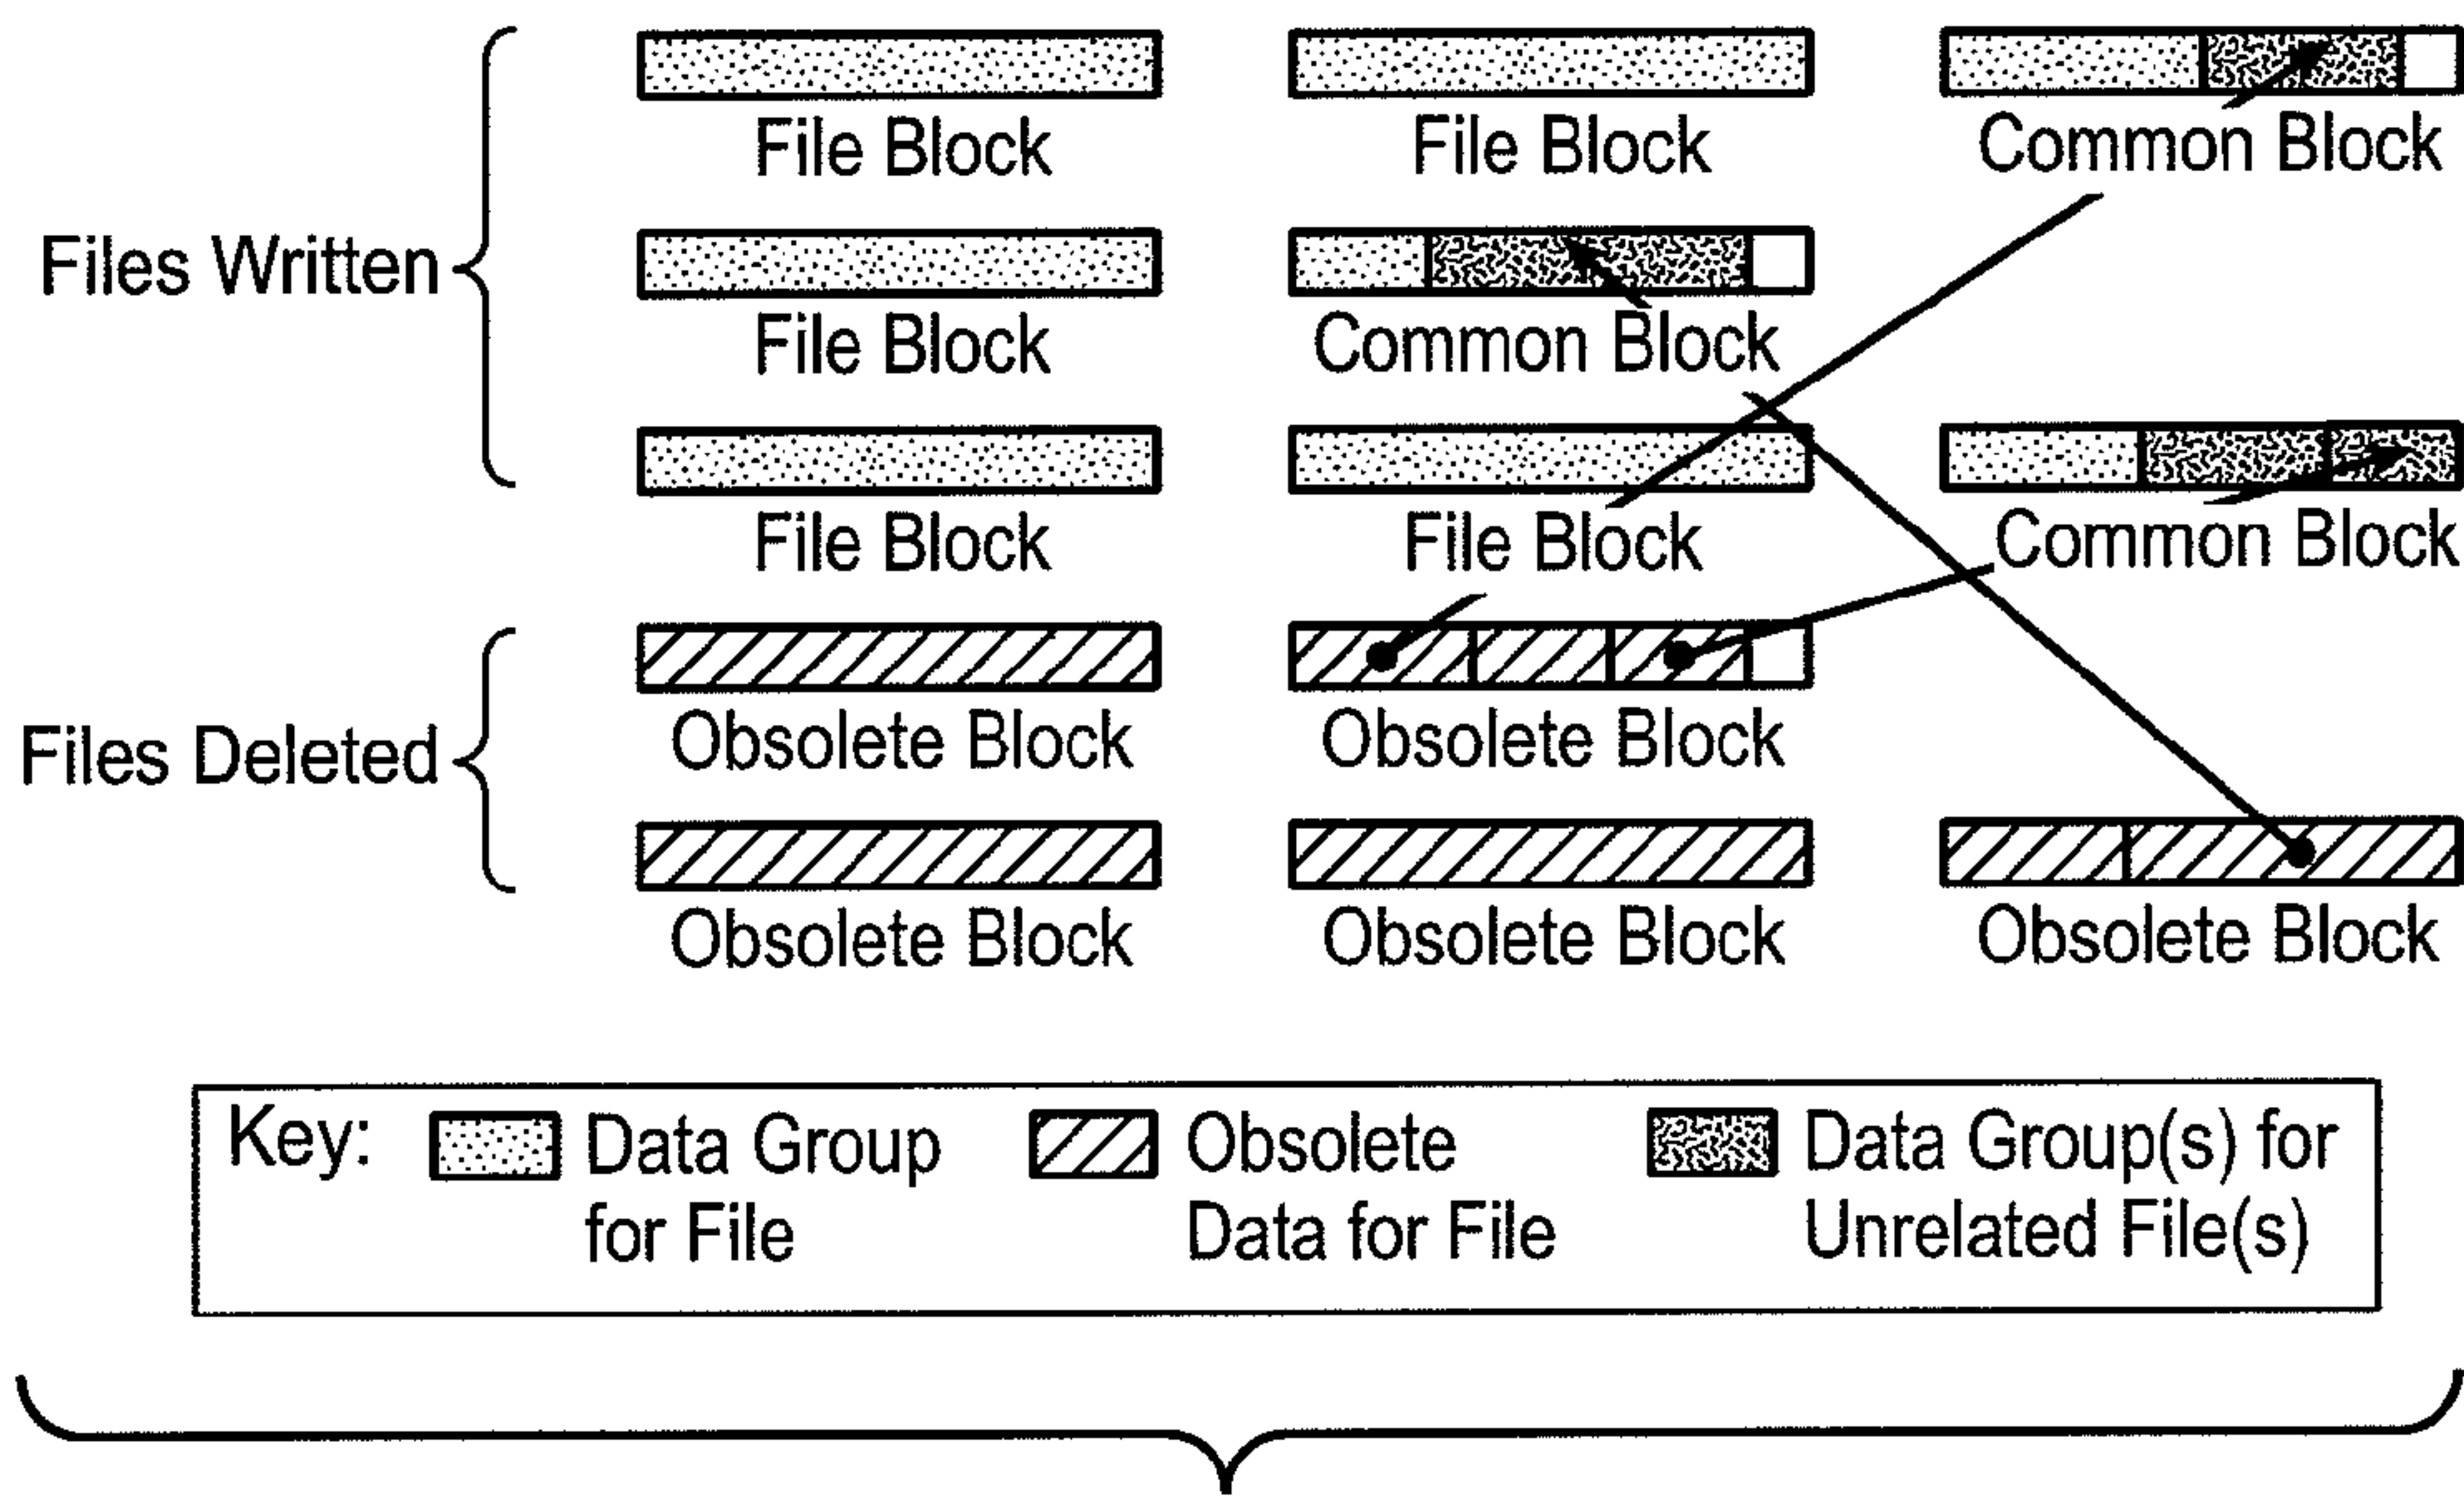 File Block
File Block
Common Block
Files Written
File Block
Common Block
File Block
File Block
Common Block
Files Deleted
Obsolete Block
Obsolete Block
Obsolete Block
Obsolete Block
Obsolete Block
Key:
Data Group
for File
Obsolete
Data for File
Data Group(s) for
Unrelated File(s)